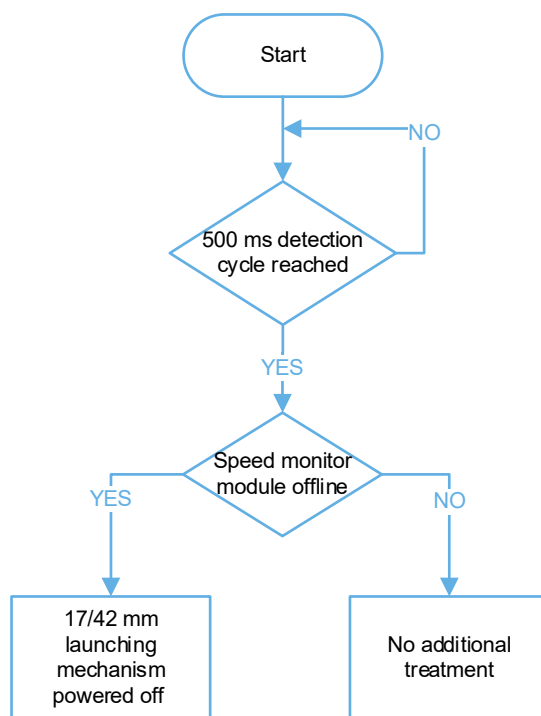 Start
NO
500 ms detection
cycle reached
YES
Speed monitor
module offline
YES
NO
17/42 mm
launching
mechanism
powered off
No additional
treatment